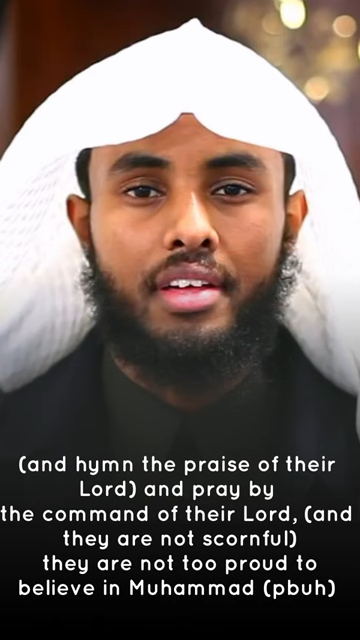 (and hymn the praise of their
Lord) and pray by
the command of their Lord, (and
they are not scornful)
they are not too proud to
believe in Muhammad (pbuh)